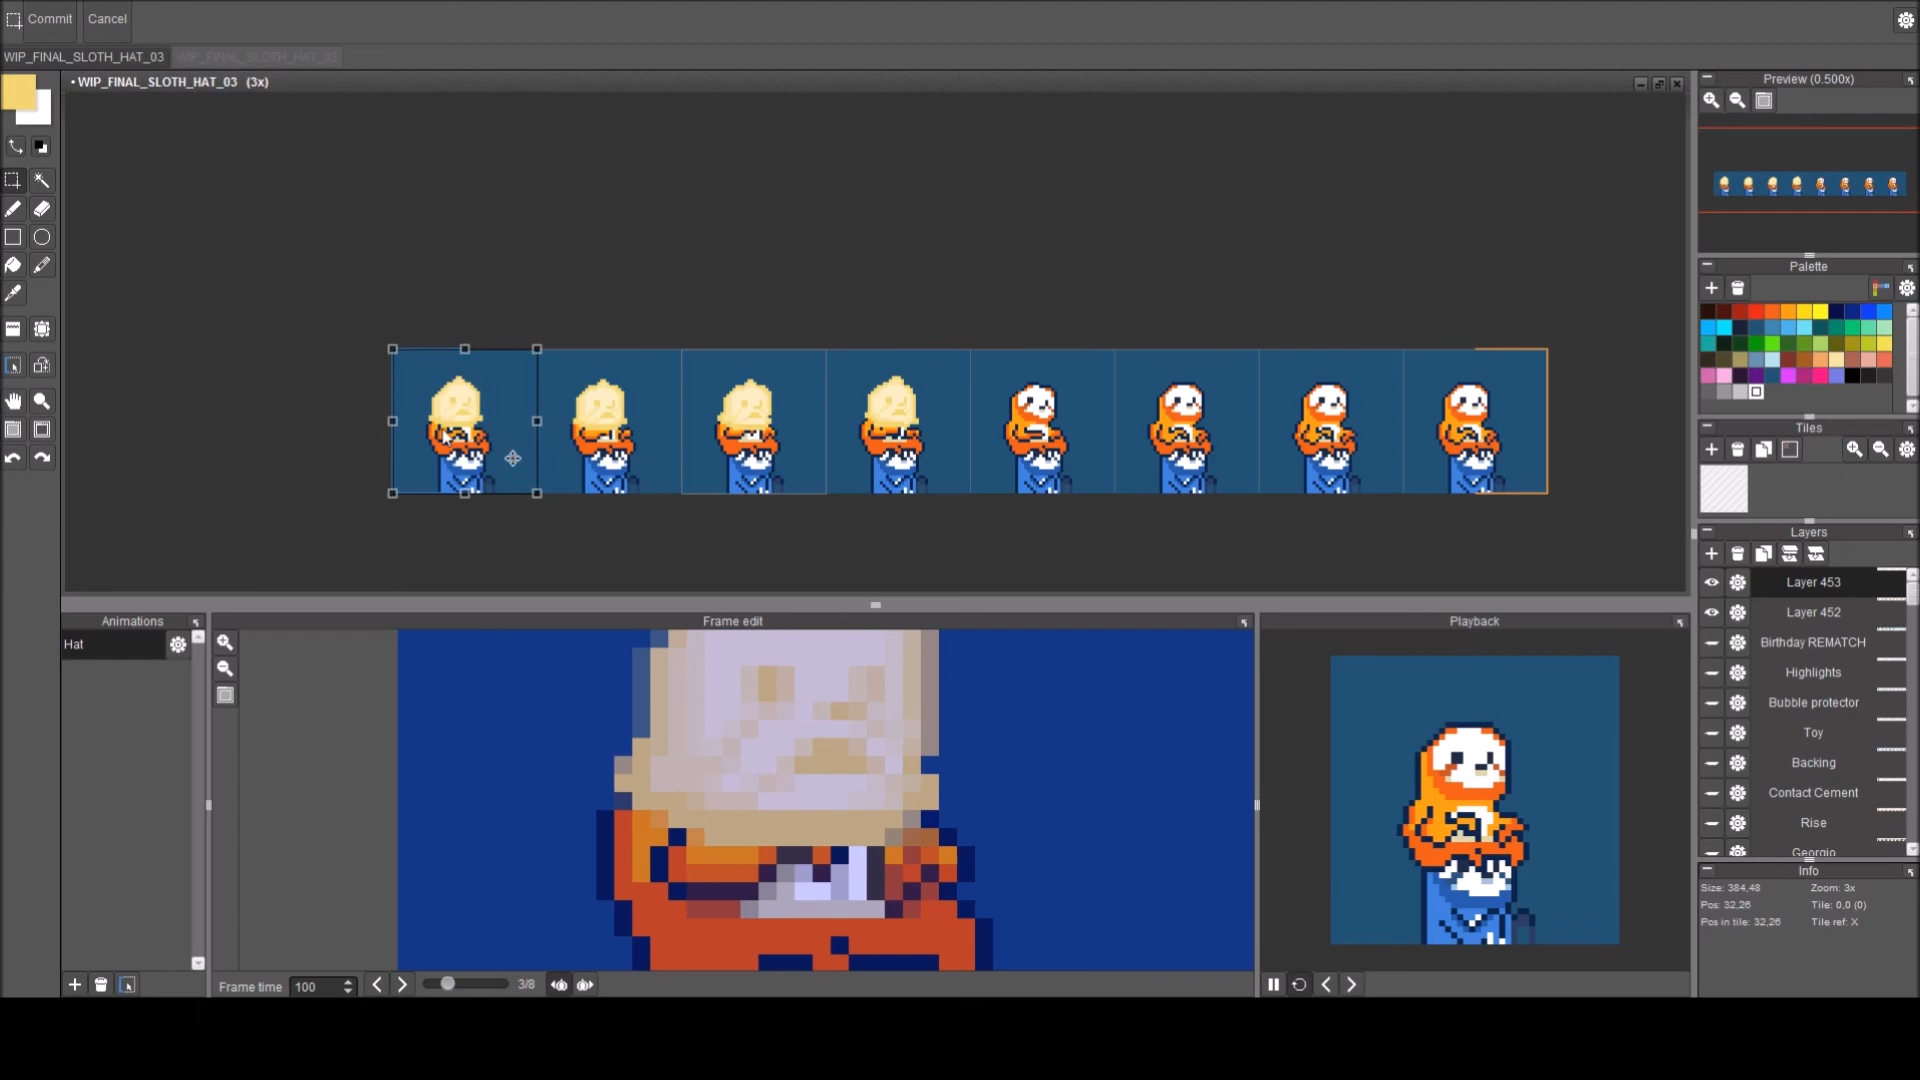 Commit
Cancel
WIP_FINAL_SLOTH_HAT_03
WIP_FINAL_SLOTH_HAT_03
• WIP_FINAL_SLOTH_HAT_03 (3x)
Preview (0.500x)
Palette
Tiles
Layers
Layer 453
Layer 452
Birthday REMATCH
Highlights
Bubble protector
Toy
Backing
Contact Cement
Rise
Georgio
Info
Size: 384,48
Zoom: 3x
Pos: 32,26
Tile: 0,0 (0)
Pos in tile: 32,26
Tile ref: X
Animations
Hat
Frame edit
Frame time
100
3/8
Playback